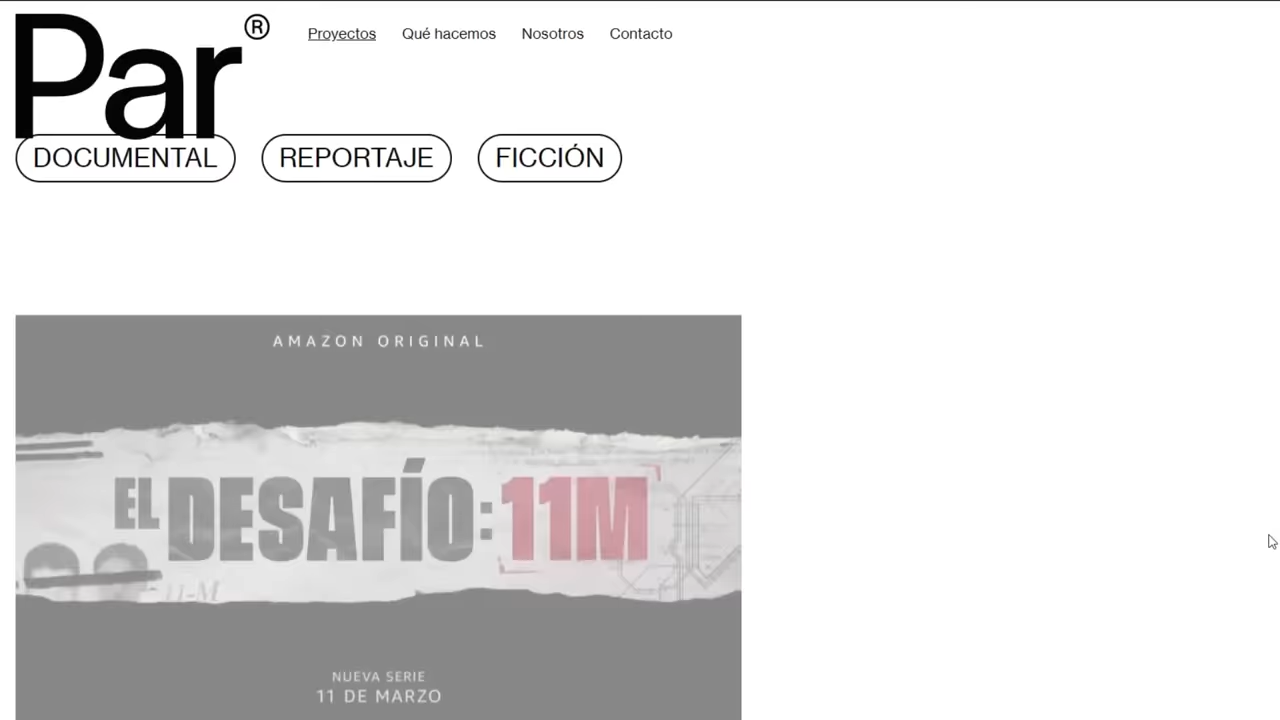 Par®
Proyectos Qué hacemos Nosotros Contacto
DOCUMENTAL REPORTAJE FICCIÓN
AMAZON ORIGINAL
EL DESAFÍO: 11M
11-M
NUEVA SERIE
11 DE MARZO